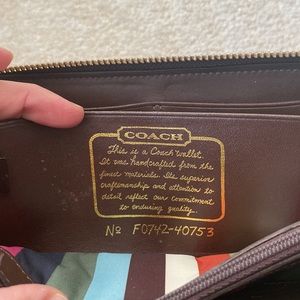 COACH
This is a Coach wallet.
It was handcrafted from the
finest materials. Its superior
craftsmanship and attention to
detail reflect our commitment
to enduring quality.
No F0742-40753